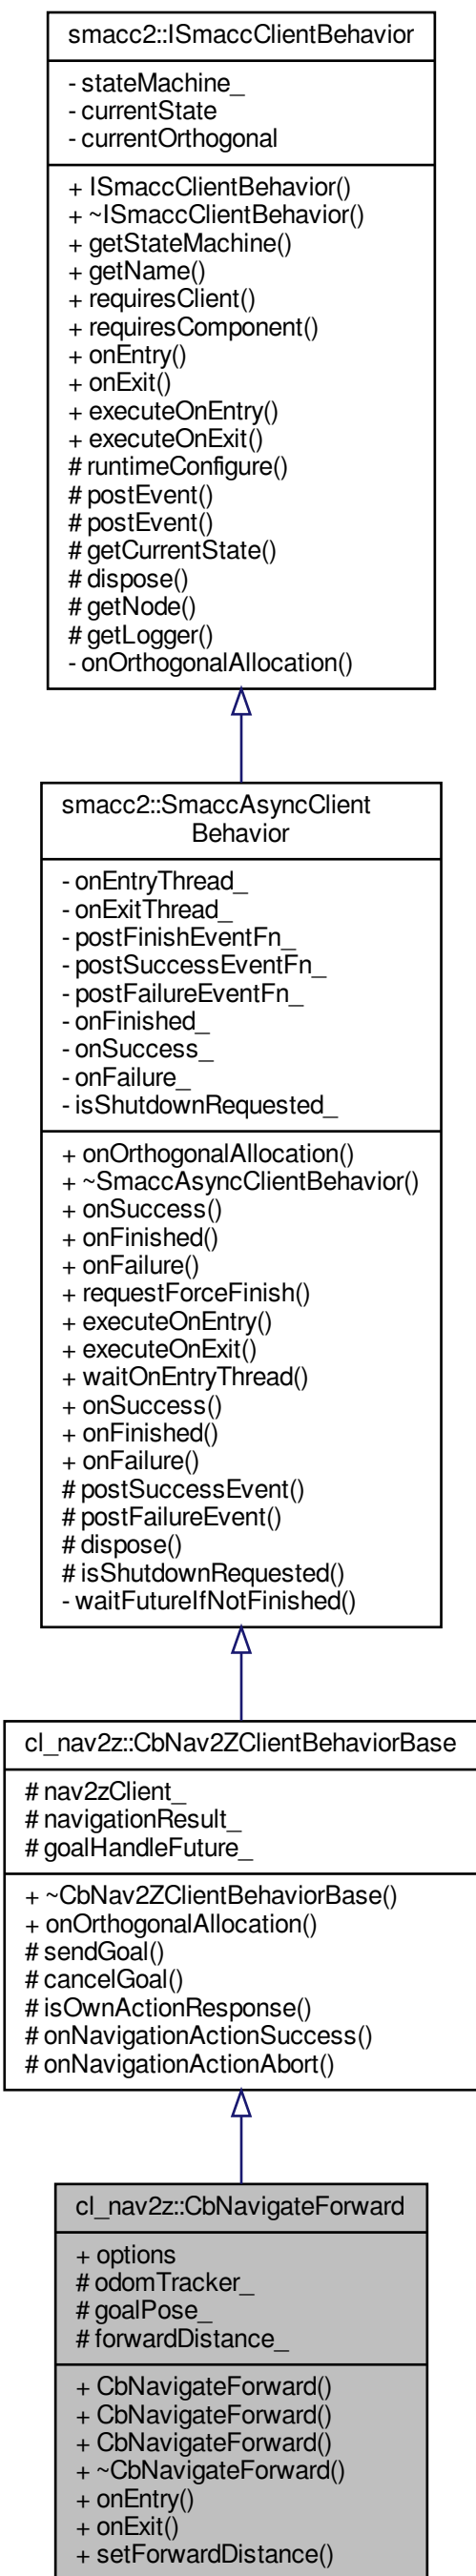 smacc2::ISmaccClientBehavior
- stateMachine_
- currentState
- currentOrthogonal
+ ISmaccClientBehavior()
+ ~ISmaccClientBehavior()
+ getStateMachine()
+ getName()
+ requiresClient()
+ requiresComponent()
+ onEntry()
+ onExit()
+ executeOnEntry()
+ executeOnExit()
# runtimeConfigure()
# postEvent()
# postEvent()
# getCurrentState()
# dispose()
# getNode()
# getLogger()
- onOrthogonalAllocation()
smacc2::SmaccAsyncClient
Behavior
- onEntryThread_
- onExitThread_
- postFinishEventFn_
- postSuccessEventFn_
- postFailureEventFn_
- onFinished_
- onSuccess_
- onFailure_
- isShutdownRequested_
+ onOrthogonalAllocation()
+ ~SmaccAsyncClientBehavior()
+ onSuccess()
+ onFinished()
+ onFailure()
+ requestForceFinish()
+ executeOnEntry()
+ executeOnExit()
+ waitOnEntryThread()
+ onSuccess()
+ onFinished()
+ onFailure()
# postSuccessEvent()
# postFailureEvent()
# dispose()
# isShutdownRequested()
- waitFutureIfNotFinished()
cl_nav2z::CbNav2ZClientBehaviorBase
# nav2zClient_
# navigationResult_
# goalHandleFuture_
+ ~CbNav2ZClientBehaviorBase()
+ onOrthogonalAllocation()
# sendGoal()
# cancelGoal()
# isOwnActionResponse()
# onNavigationActionSuccess()
# onNavigationActionAbort()
cl_nav2z::CbNavigateForward
+ options
# odomTracker_
# goalPose_
# forwardDistance_
+ CbNavigateForward()
+ CbNavigateForward()
+ CbNavigateForward()
+ ~CbNavigateForward()
+ onEntry()
+ onExit()
+ setForwardDistance()